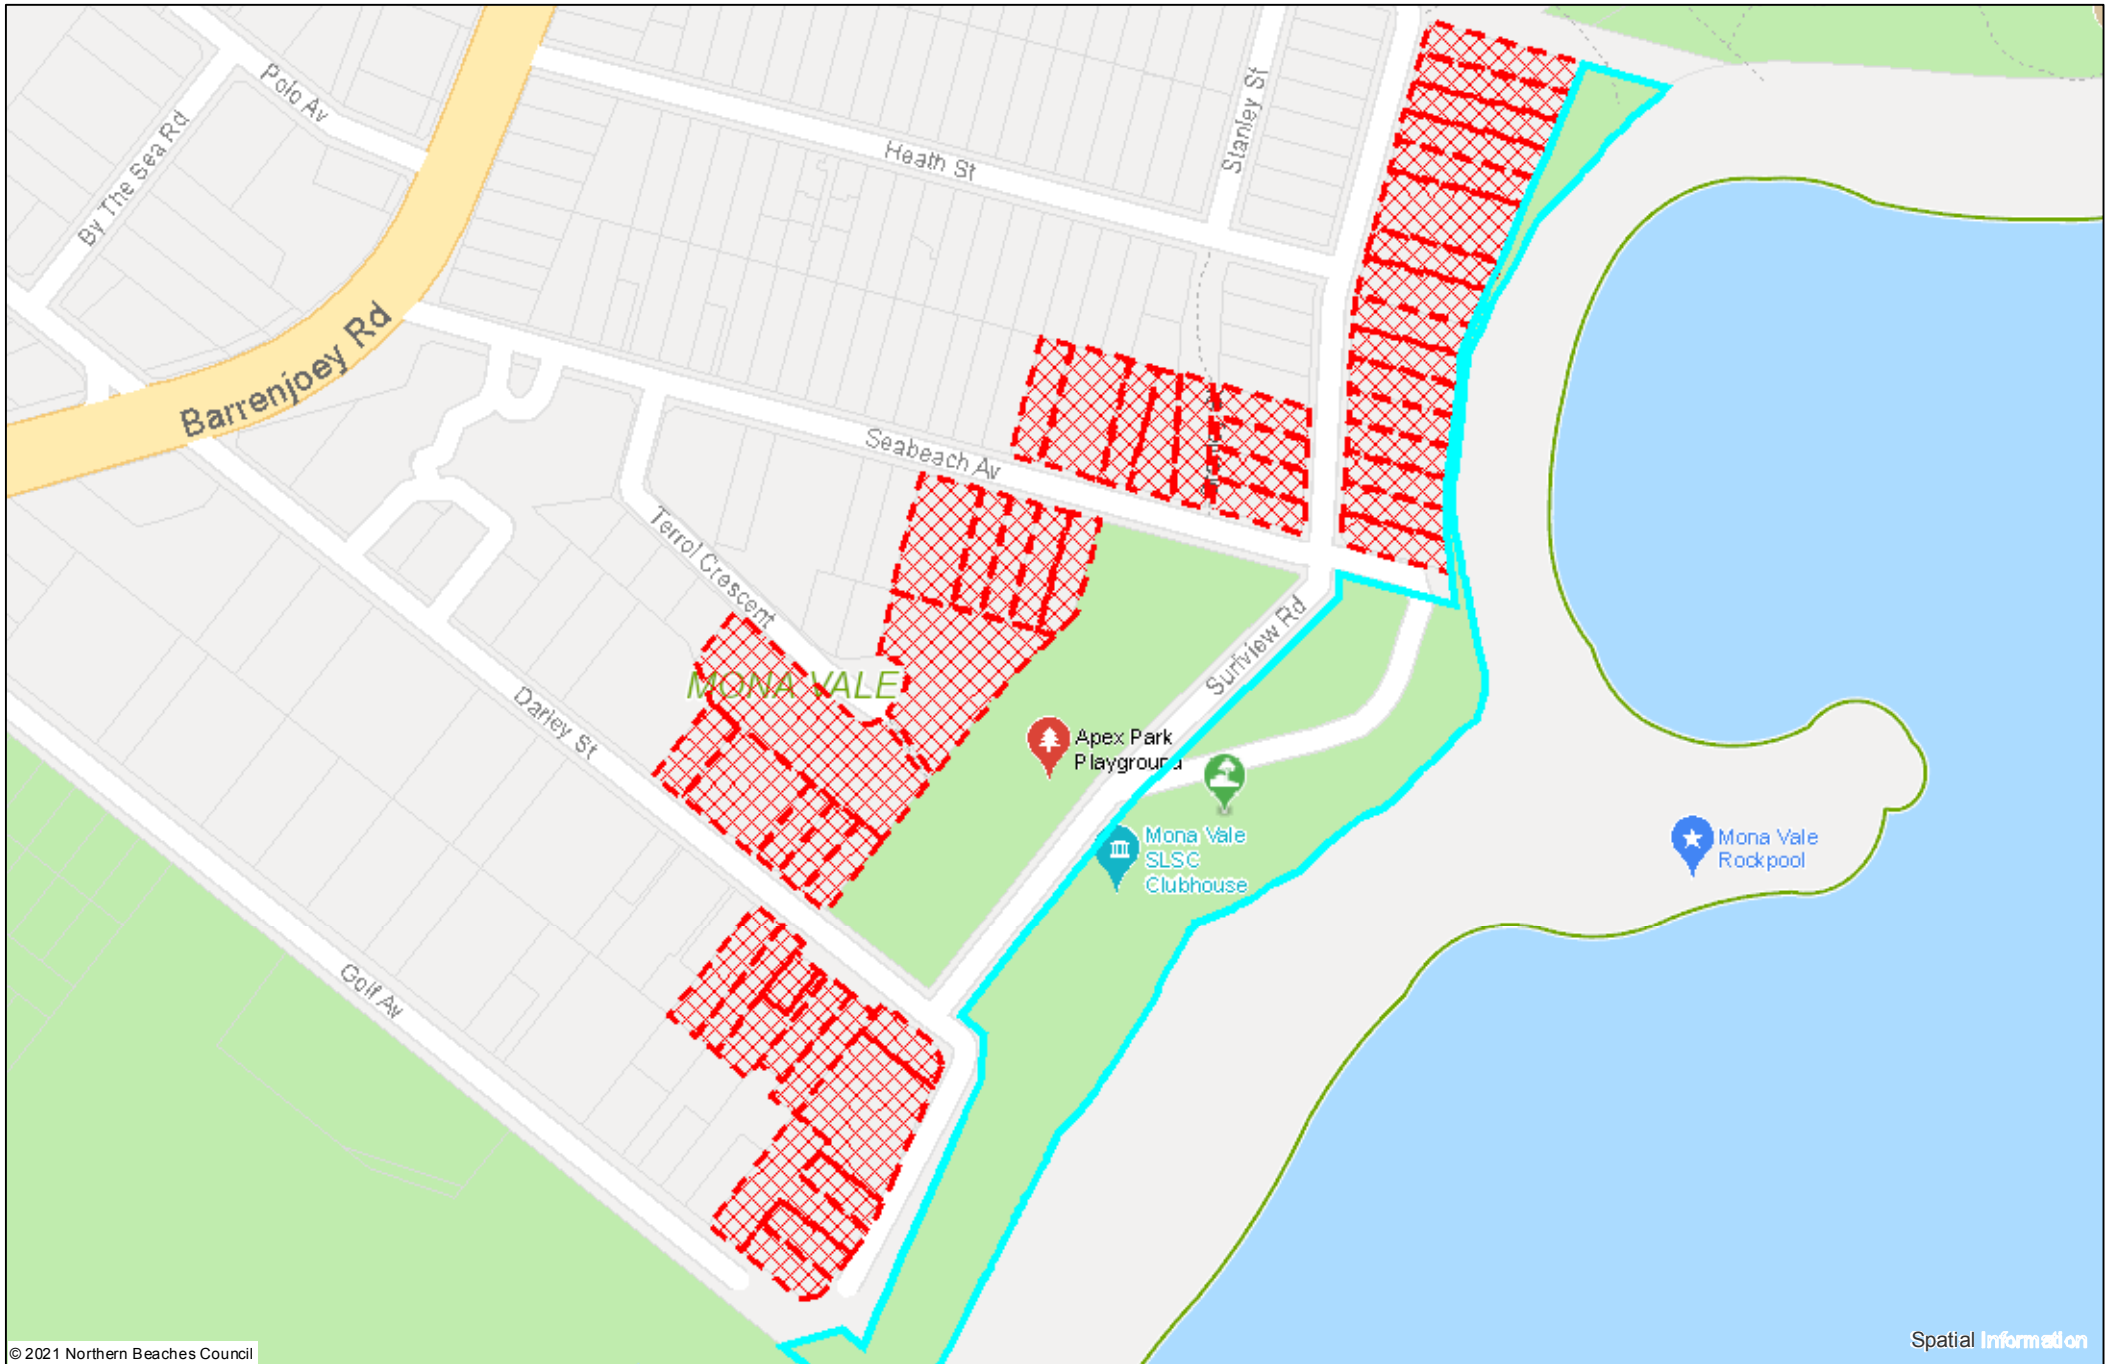 Polo Av
By The Sea Rd
Heath St
Stanley St
Barrenjoey Rd
Seabeach Av
Terrol Crescent
Surfview Rd
MONA VALE
Darley St
Apex Park
Playground
Mona Vale
SLSC
Clubhouse
Mona Vale
Rockpool
Golf Av
Spatial Information
© 2021 Northern Beaches Council